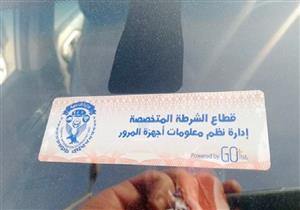 قطاع الشرطة المتخصصة
إدارة نظم معلومات أجهزة المرور
Powered by GO